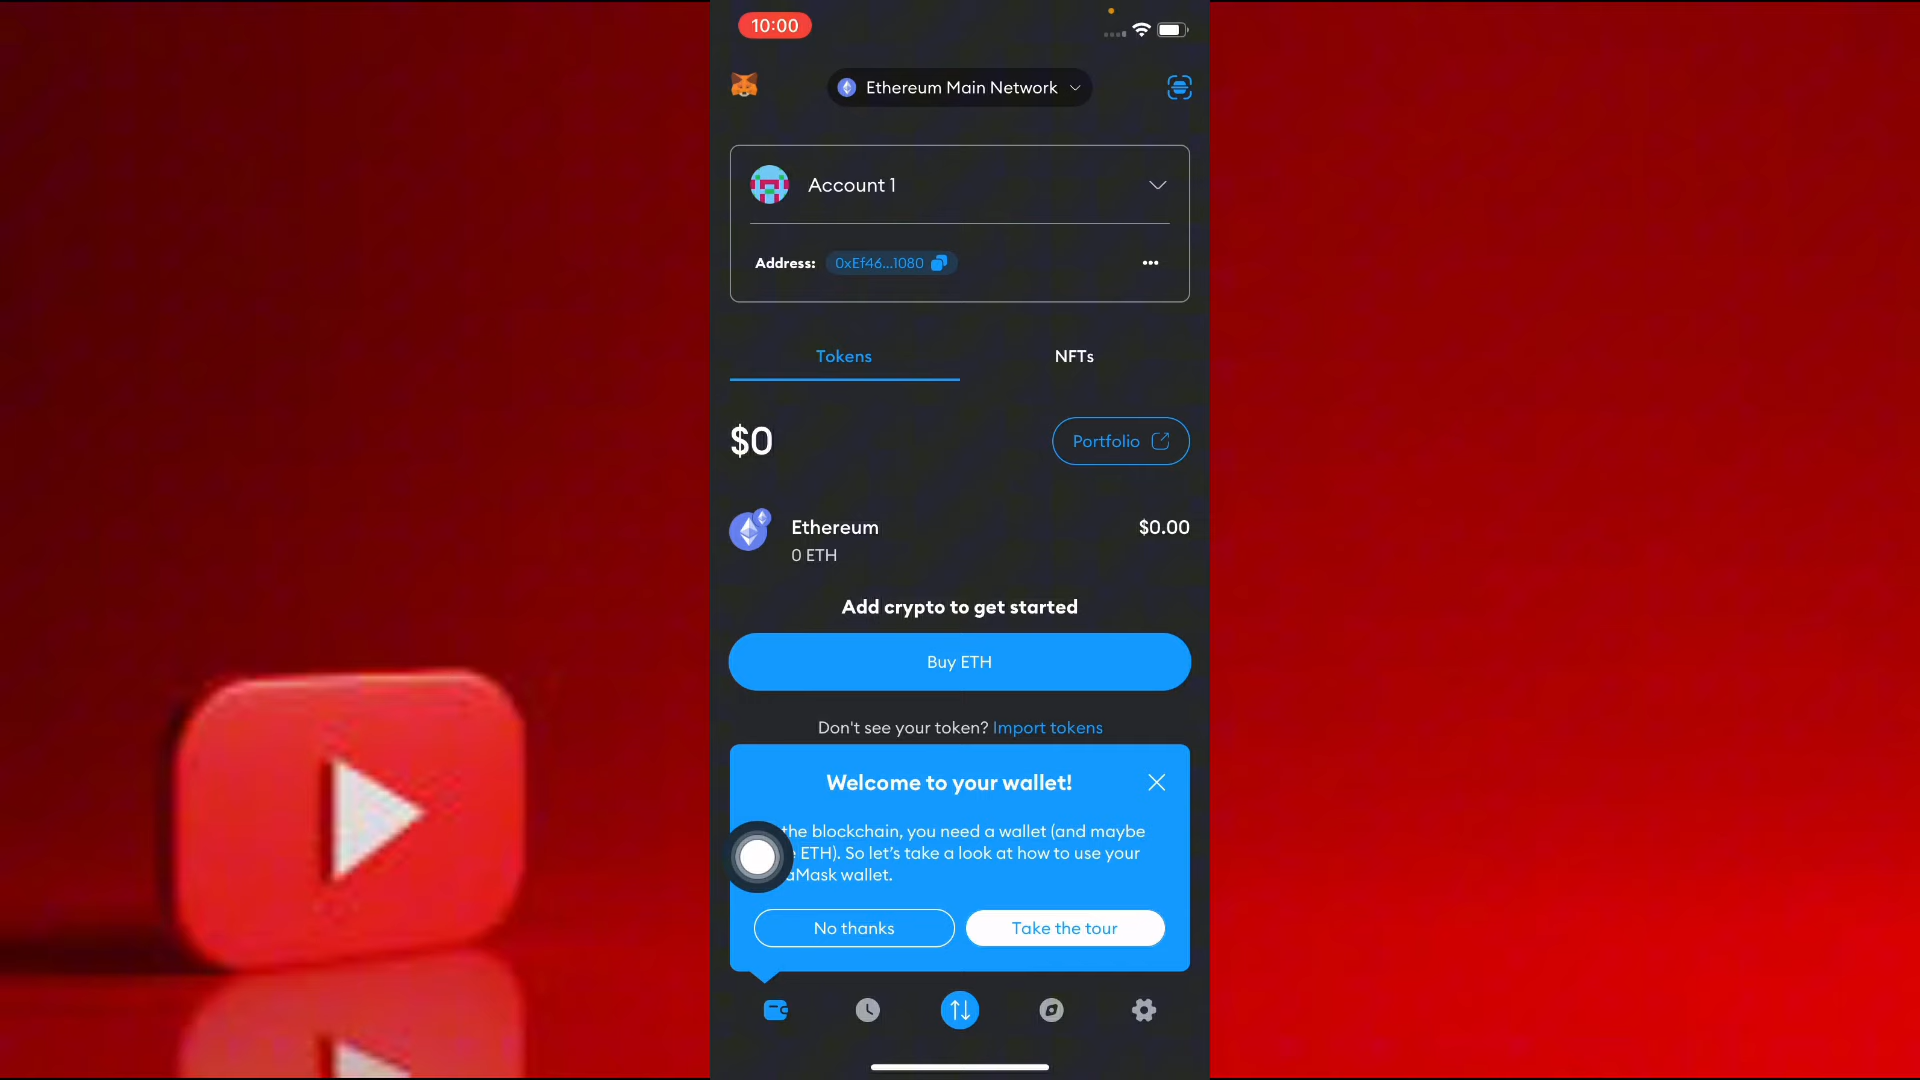 10:00
Ethereum Main Network
Account 1
Address: 0xEf46...1080
Tokens
NFTs
$0
Portfolio
Ethereum
$0.00
0 ETH
Add crypto to get started
Buy ETH
Don't see your token? Import tokens
Welcome to your wallet!
the blockchain, you need a wallet (and maybe
ETH). So let's take a look at how to use your
aMask wallet.
No thanks
Take the tour